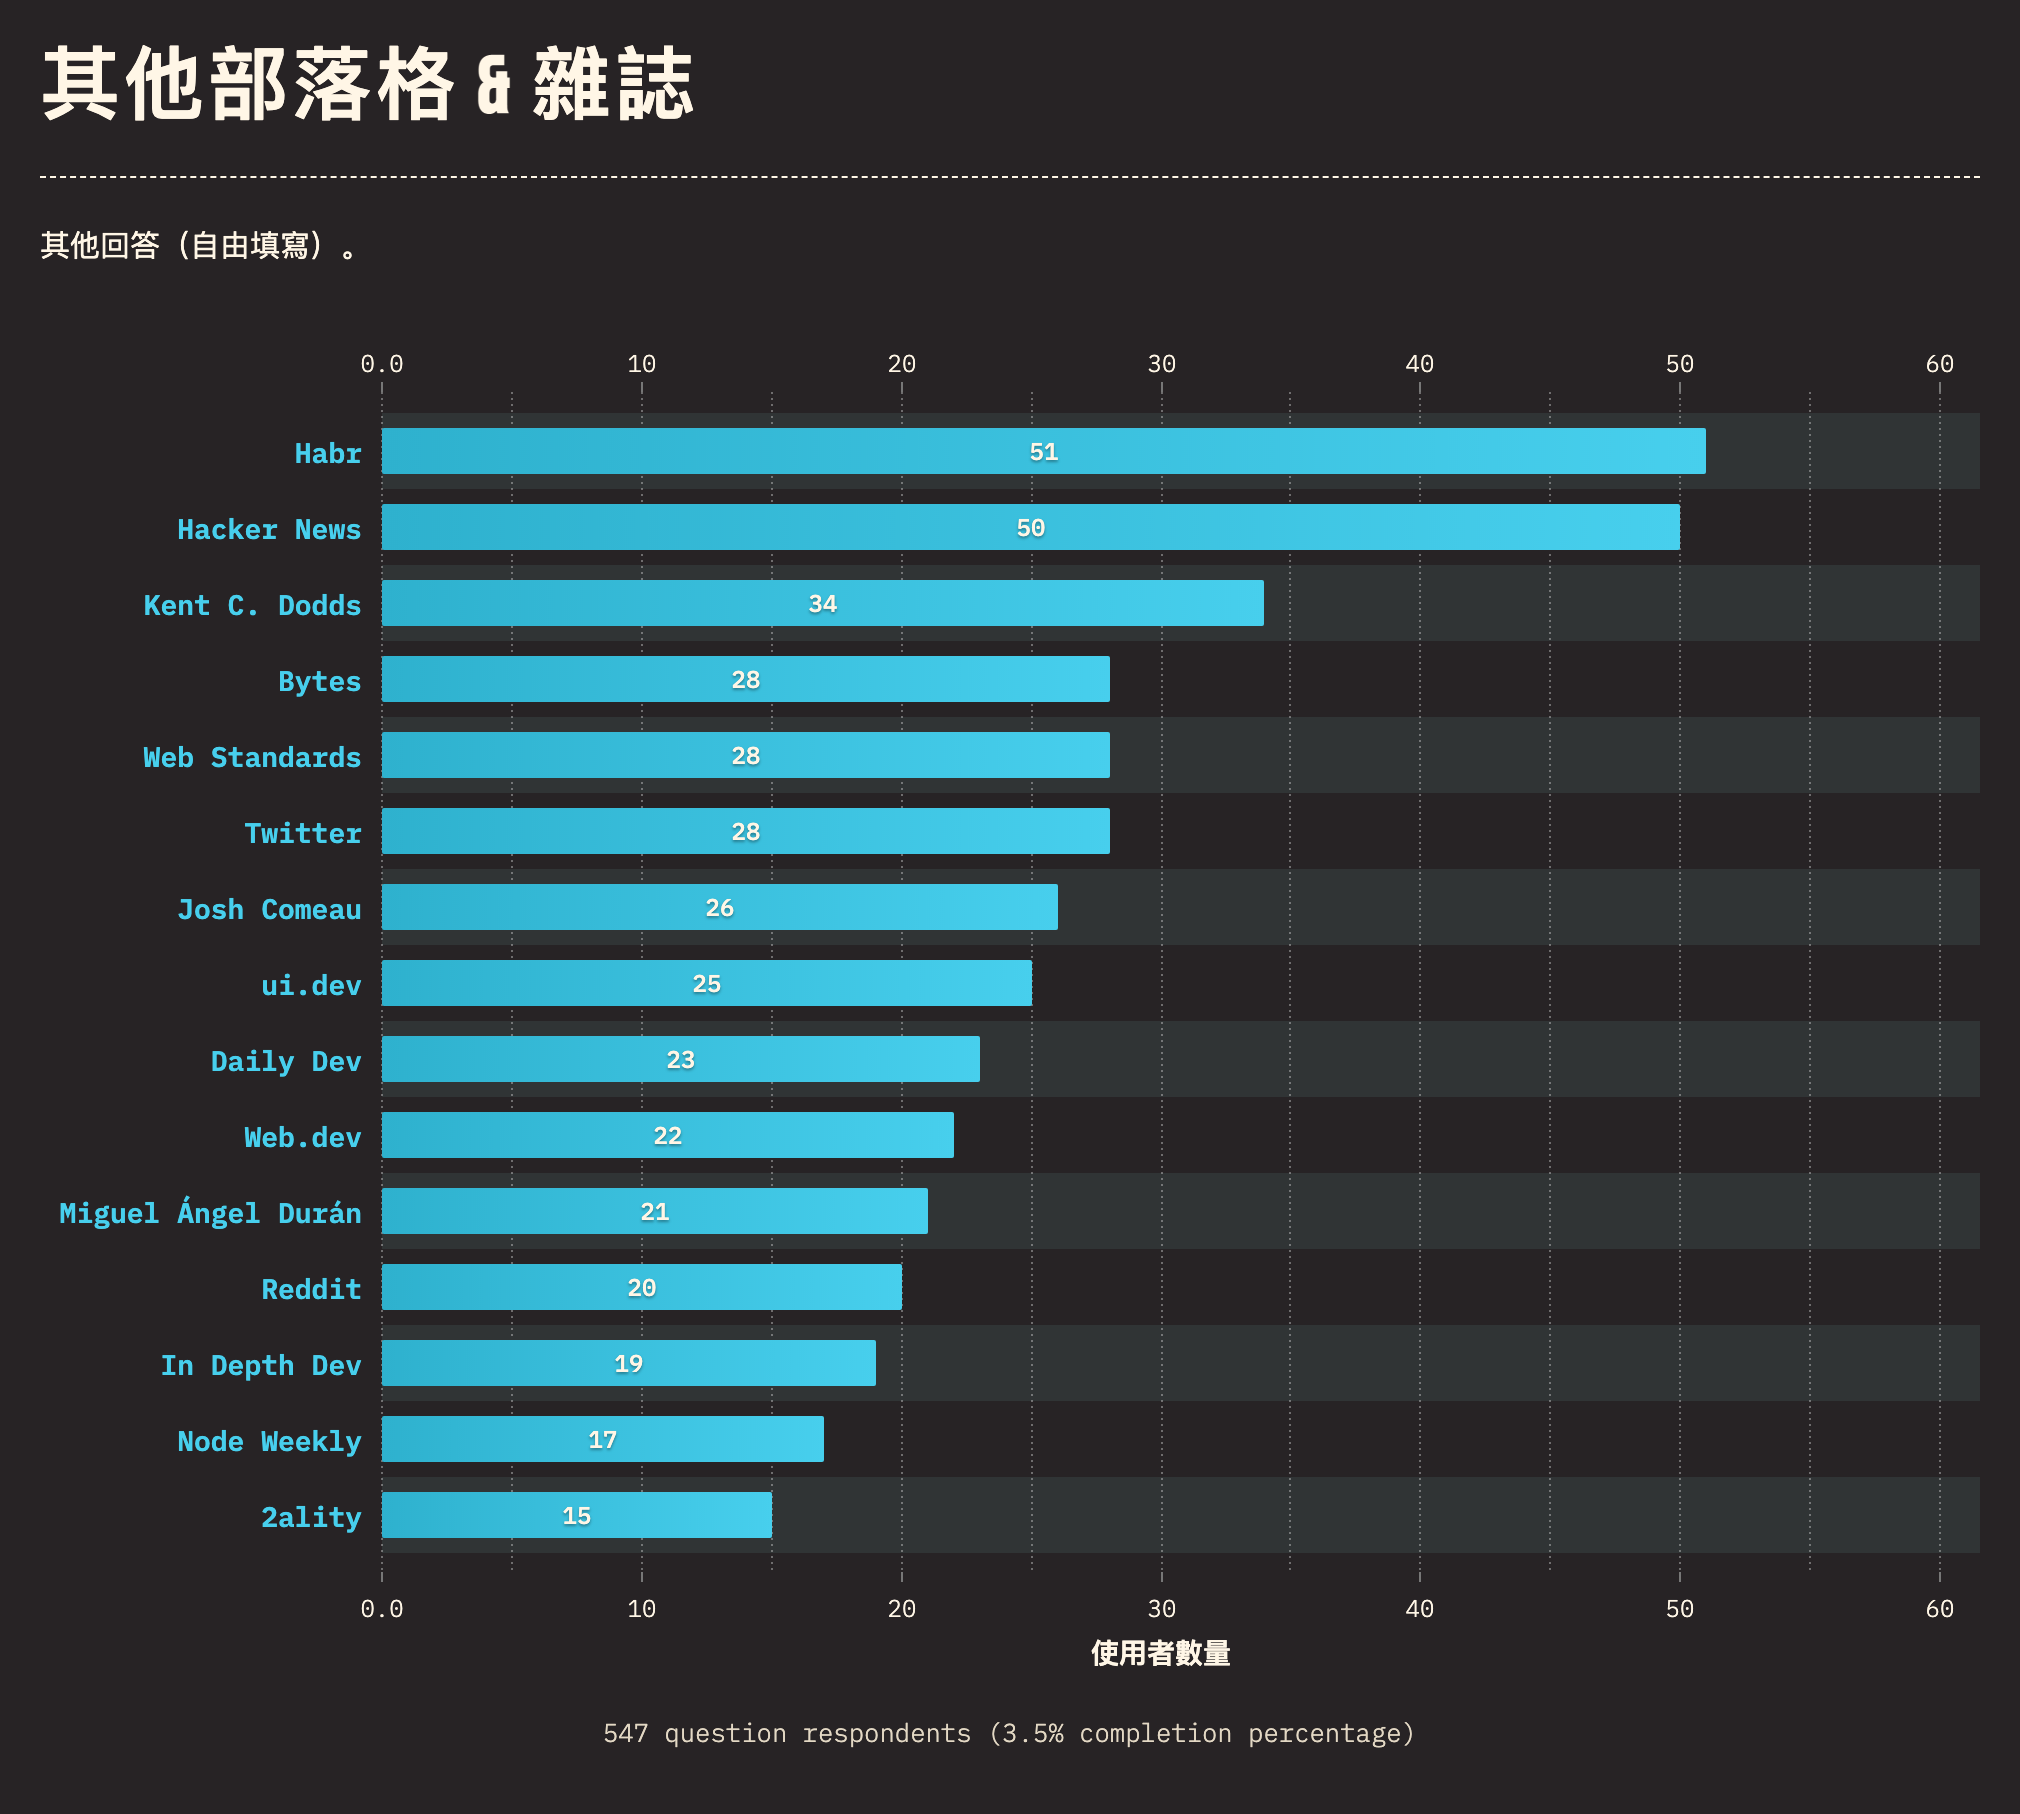 其他部落格 & 雜誌
其他回答（自由填寫）。
0.0 10 20 30 40 50 60
Habr 51
Hacker News 50
Kent C. Dodds 34
Bytes 28
Web Standards 28
Twitter 28
Josh Comeau 26
ui.dev 25
Daily Dev 23
Web.dev 22
Miguel Ángel Durán 21
Reddit 20
In Depth Dev 19
Node Weekly 17
2ality 15
0.0 10 20 30 40 50 60
使用者數量
547 question respondents (3.5% completion percentage)